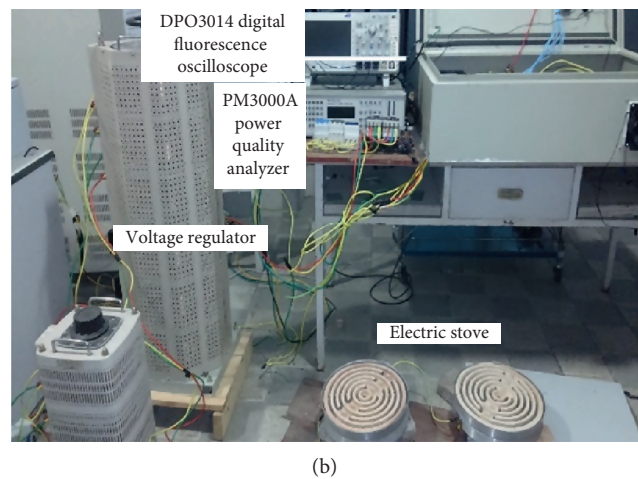 DPO3014 digital
fluorescence
oscilloscope
PM3000A
power
quality
analyzer
Voltage regulator
Electric stove
(b)